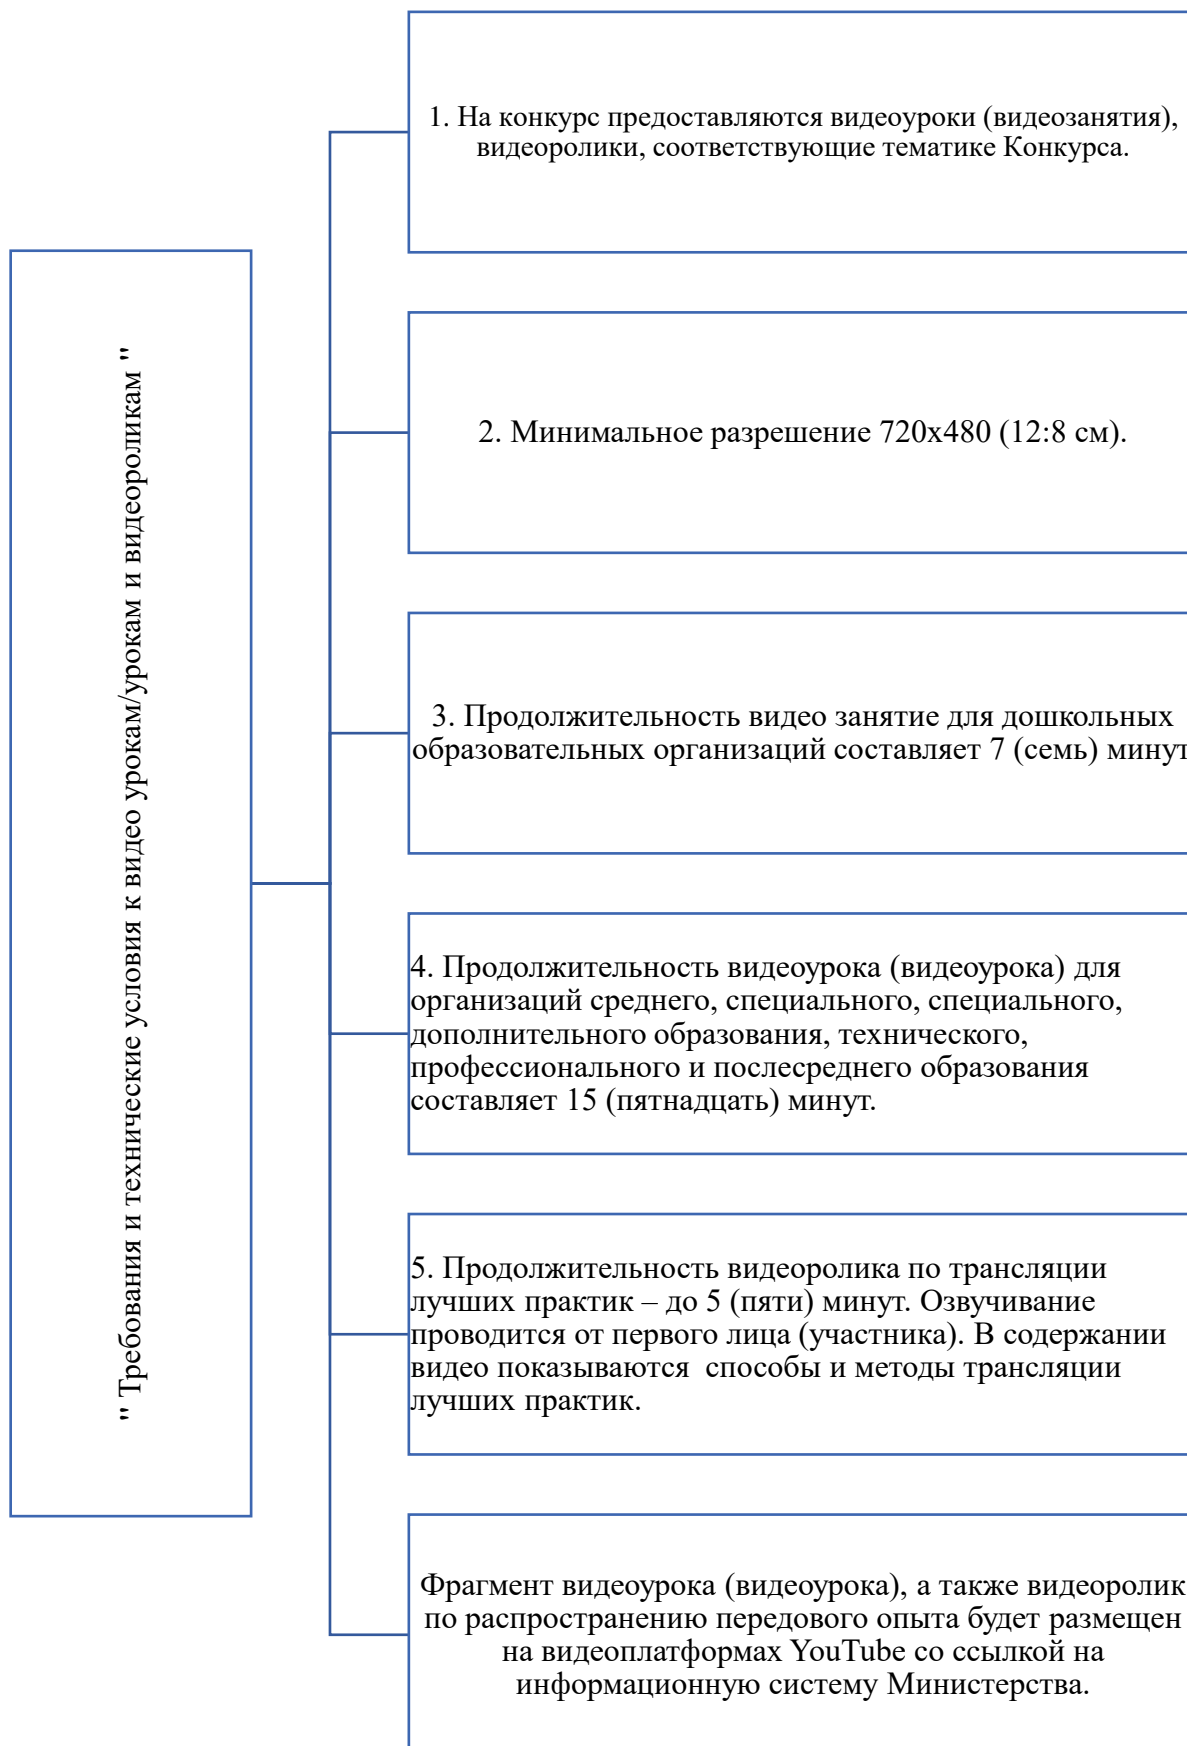 " Требования и технические условия к видео урокам/урокам и видеороликам "
1. На конкурс предоставляются видеоуроки (видеозанятия),
видеоролики, соответствующие тематике Конкурса.
2. Минимальное разрешение 720х480 (12:8 см).
3. Продолжительность видео занятие для дошкольных
образовательных организаций составляет 7 (семь) минут
4. Продолжительность видеоурока (видеоурока) для
организаций среднего, специального, специального,
дополнительного образования, технического,
профессионального и послесреднего образования
составляет 15 (пятнадцать) минут.
5. Продолжительность видеоролика по трансляции
лучших практик – до 5 (пяти) минут. Озвучивание
проводится от первого лица (участника). В содержании
видео показываются  способы и методы трансляции
лучших практик.
Фрагмент видеоурока (видеоурока), а также видеоролик
по распространению передового опыта будет размещен
на видеоплатформах YouTube со ссылкой на
информационную систему Министерства.